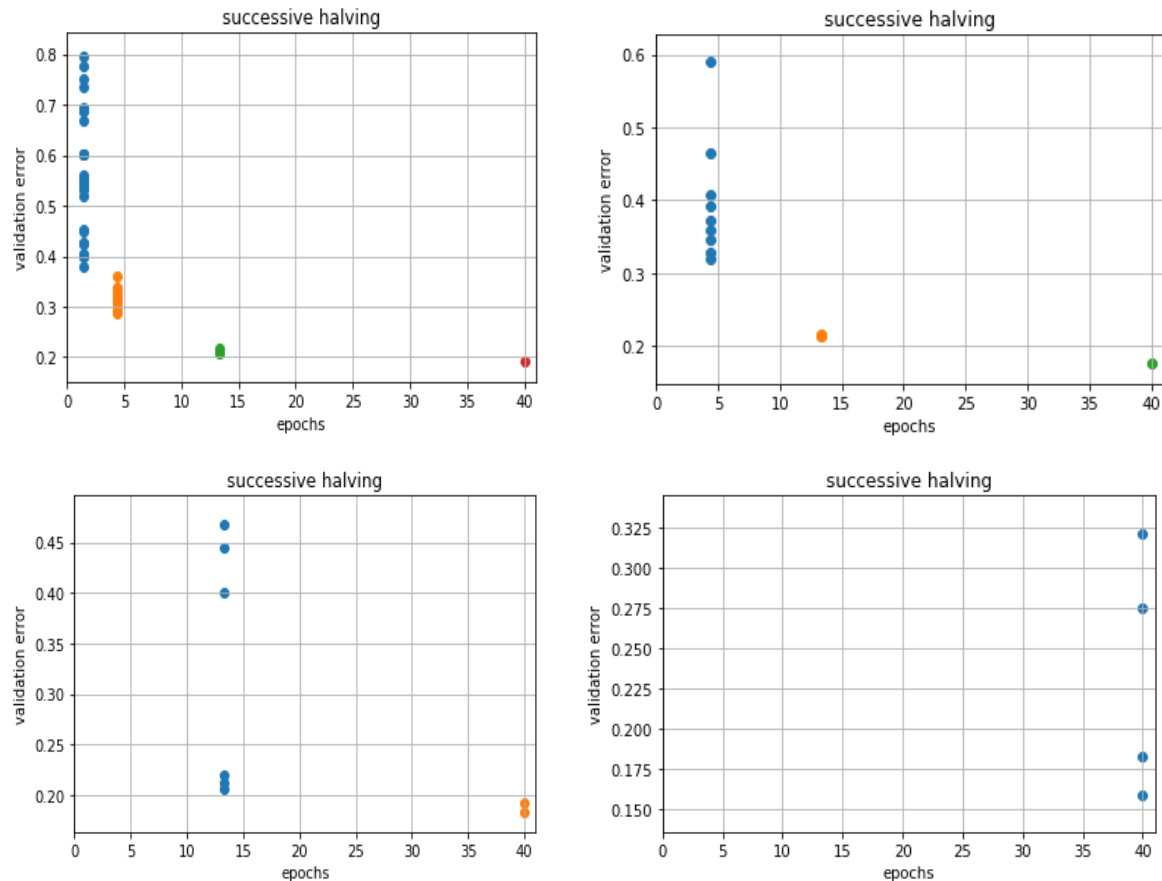 successive halving
0.8
0.7
0.6
0.5
0.4
0.3
0.2
validation error
0 5 10 15 20 25 30 35 40
epochs
successive halving
0.6
0.5
0.4
0.3
0.2
validation error
0 5 10 15 20 25 30 35 40
epochs
successive halving
0.45
0.40
0.35
0.30
0.25
0.20
validation error
0 5 10 15 20 25 30 35 40
epochs
successive halving
0.325
0.300
0.275
0.250
0.225
0.200
0.175
0.150
validation error
0 5 10 15 20 25 30 35 40
epochs